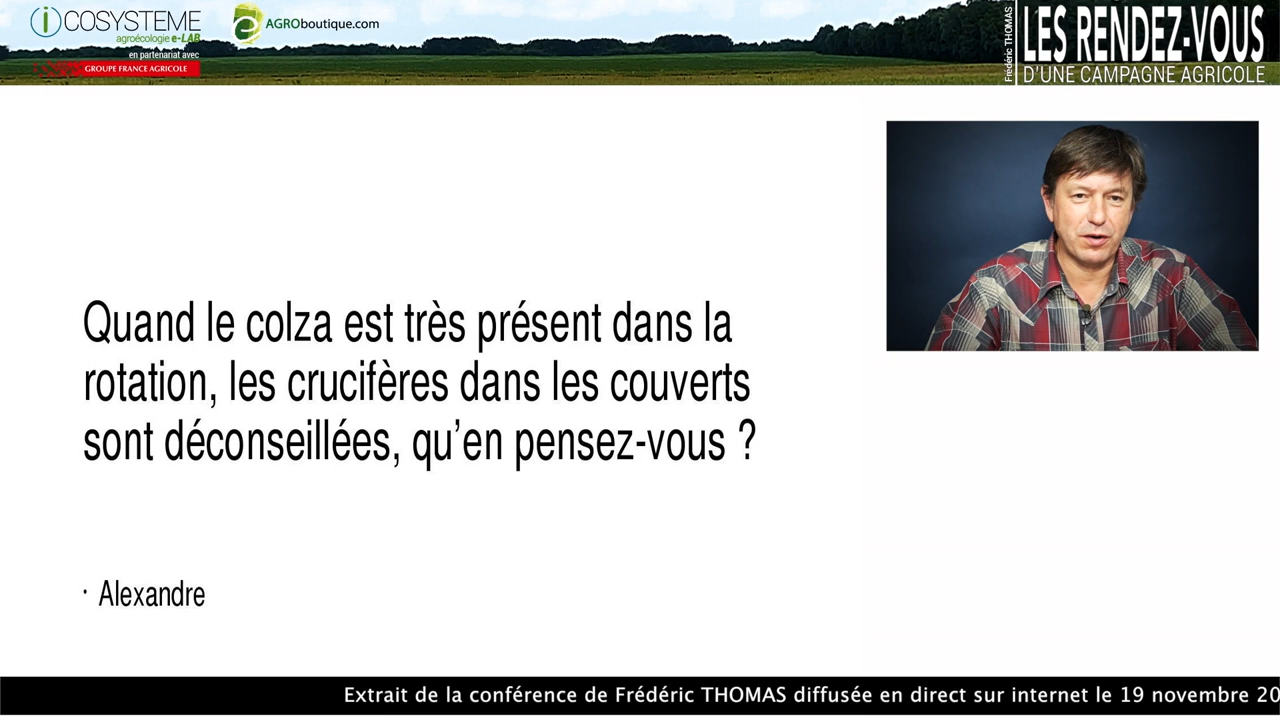 iCOSYSTEME
agroécologie e-LAB
en partenariat avec
GROUPE FRANCE AGRICOLE
e AGROboutique.com
Frédéric THOMAS
LES RENDEZ-VOUS
D'UNE CAMPAGNE AGRICOLE
Quand le colza est très présent dans la
rotation, les crucifères dans les couverts
sont déconseillées, qu'en pensez-vous ?
· Alexandre
Extrait de la conférence de Frédéric THOMAS diffusée en direct sur internet le 19 novembre 20